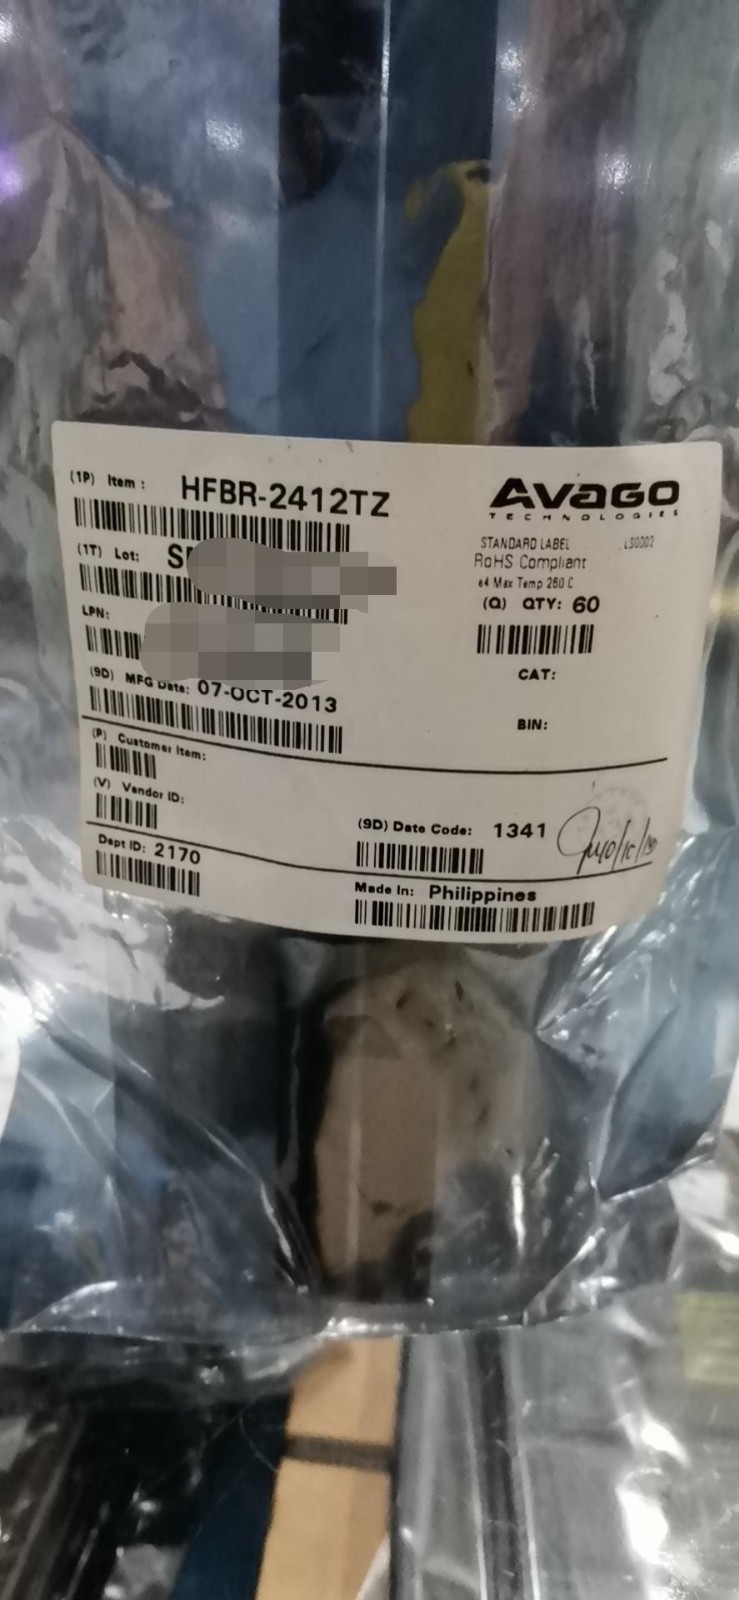 (1P) Item : HFBR-2412TZ
AVAGO
TECHNOLOGIES
(1T) Lot:
STANDARD LABEL LS0002
RoHS Compliant
e4 Max Temp 260 C
LPN:
(Q) QTY: 60
(9D) MFG Date: 07-OCT-2013
CAT:
BIN:
(P) Customer Item:
(V) Vendor ID:
(9D) Date Code: 1341
Dept ID: 2170
Made In: Philippines